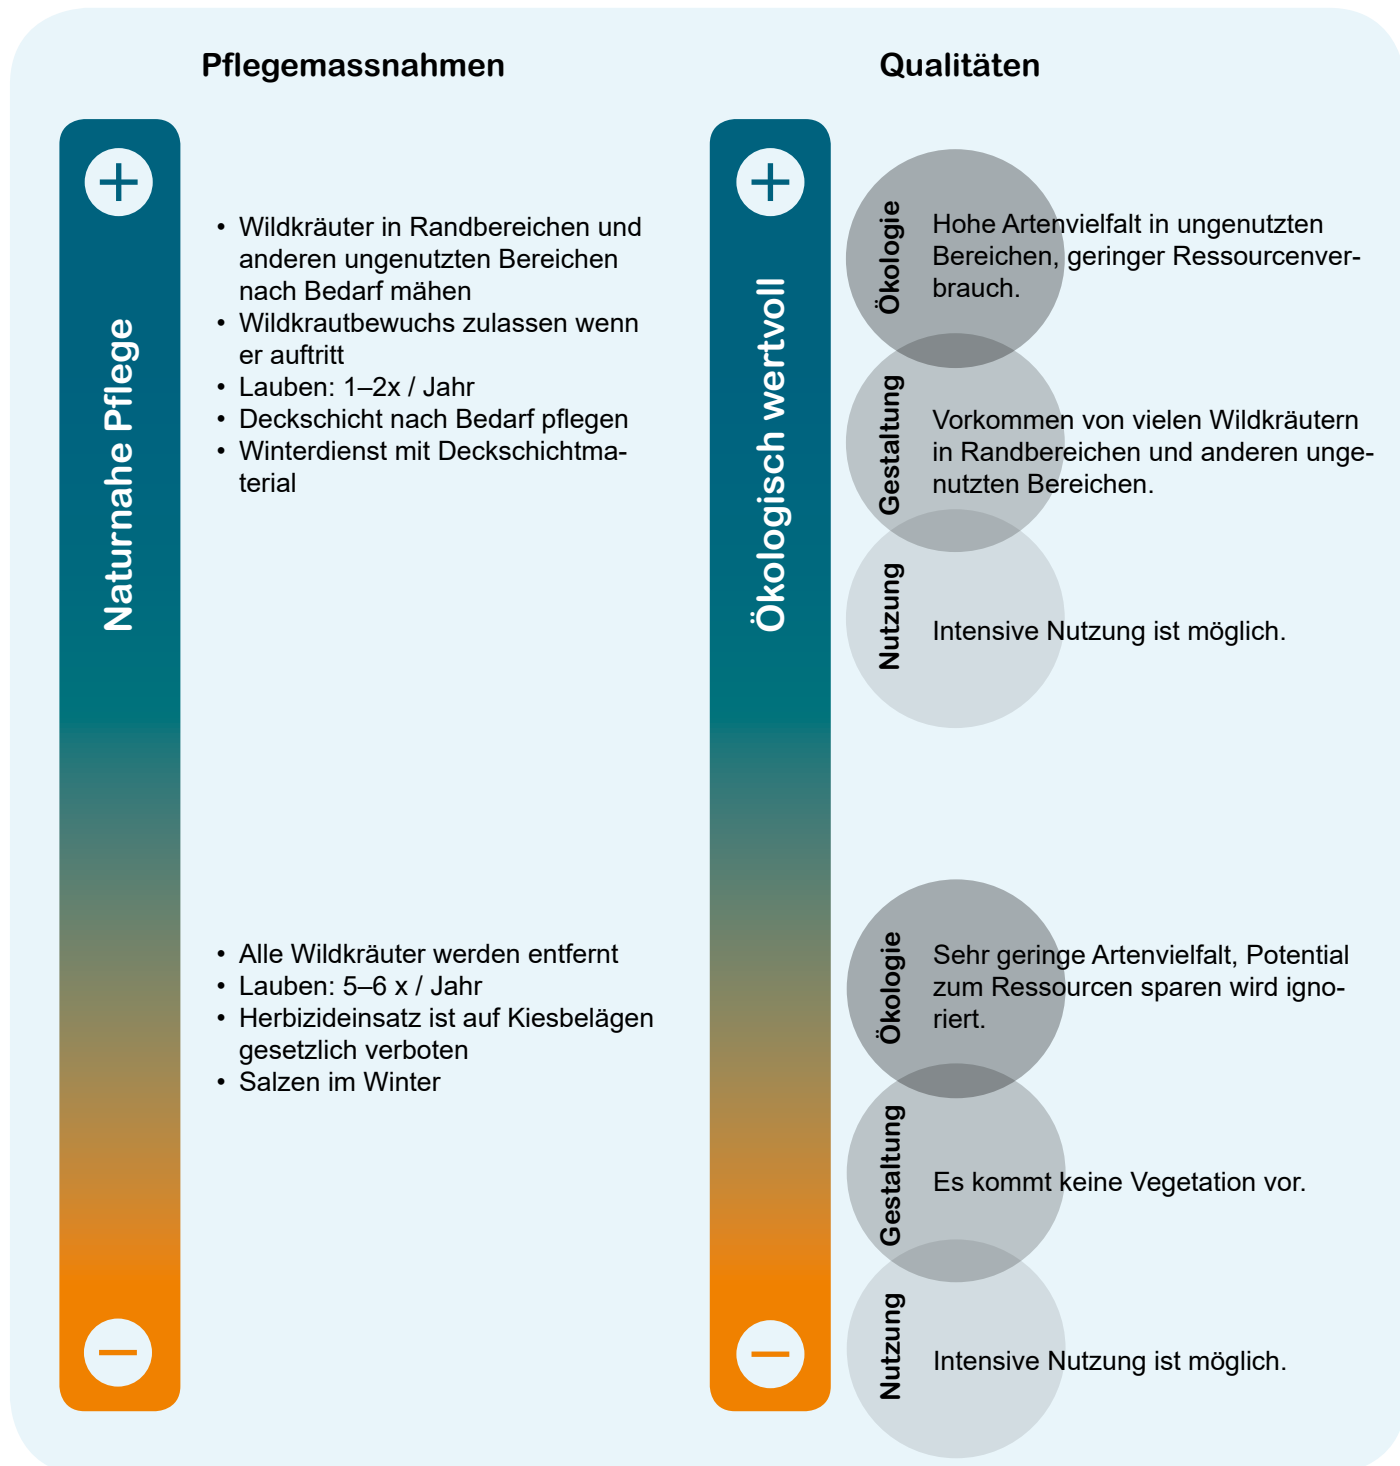 Pflegemassnahmen
Qualitäten
Naturnahe Pflege
• Wildkräuter in Randbereichen und
anderen ungenutzten Bereichen
nach Bedarf mähen
• Wildkrautbewuchs zulassen wenn
er auftritt
• Lauben: 1–2x / Jahr
• Deckschicht nach Bedarf pflegen
• Winterdienst mit Deckschichtma-
terial
• Alle Wildkräuter werden entfernt
• Lauben: 5–6 x / Jahr
• Herbizideinsatz ist auf Kiesbelägen
gesetzlich verboten
• Salzen im Winter
Ökologisch wertvoll
Ökologie
Hohe Artenvielfalt in ungenutzten
Bereichen, geringer Ressourcenver-
brauch.
Gestaltung
Vorkommen von vielen Wildkräutern
in Randbereichen und anderen unge-
nutzten Bereichen.
Nutzung
Intensive Nutzung ist möglich.
Ökologie
Sehr geringe Artenvielfalt, Potential
zum Ressourcen sparen wird igno-
riert.
Gestaltung
Es kommt keine Vegetation vor.
Nutzung
Intensive Nutzung ist möglich.